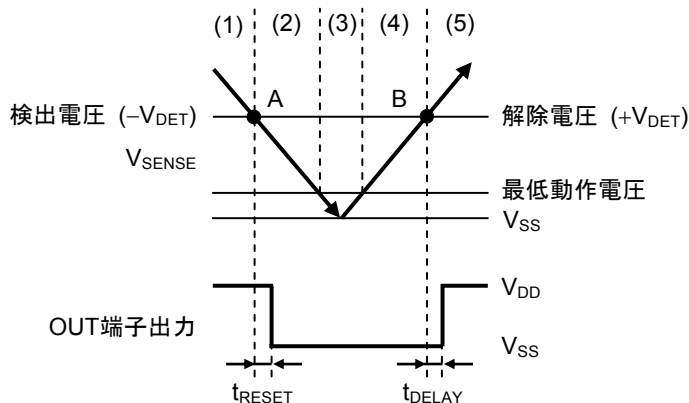 (1) (2) (3) (4) (5)
A B
検出電圧 (−VDET) 解除電圧 (+VDET)
VSENSE
最低動作電圧
VSS
VDD
OUT端子出力
VSS
tRESET tDELAY